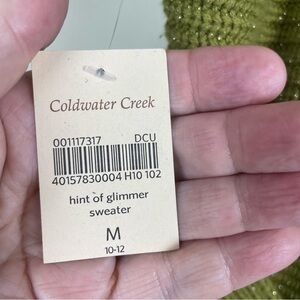 Coldwater Creek
001117317 DCU
40157830004 H10 102
hint of glimmer
sweater
M
10-12